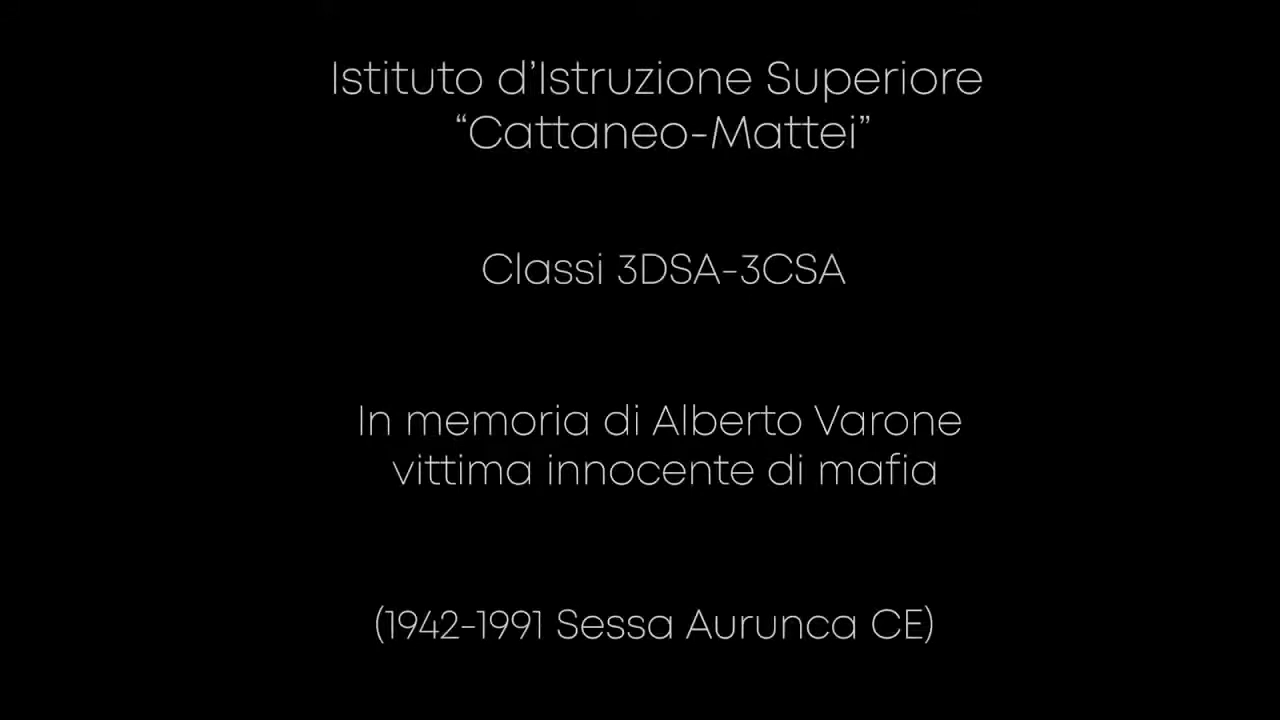 Istituto d’Istruzione Superiore
“Cattaneo-Mattei”
Classi 3DSA-3CSA
In memoria di Alberto Varone
vittima innocente di mafia
(1942-1991 Sessa Aurunca CE)